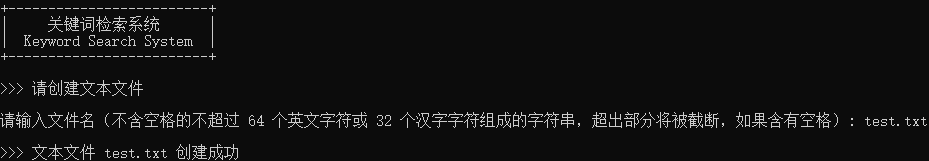 +-------------------------+
| 关键词检索系统 |
| Keyword Search System |
+-------------------------+
>>> 请创建文本文件
请输入文件名（不含空格的不超过 64 个英文字符或 32 个汉字字符组成的字符串，超出部分将被截断，如果含有空格）: test.txt
>>> 文本文件 test.txt 创建成功